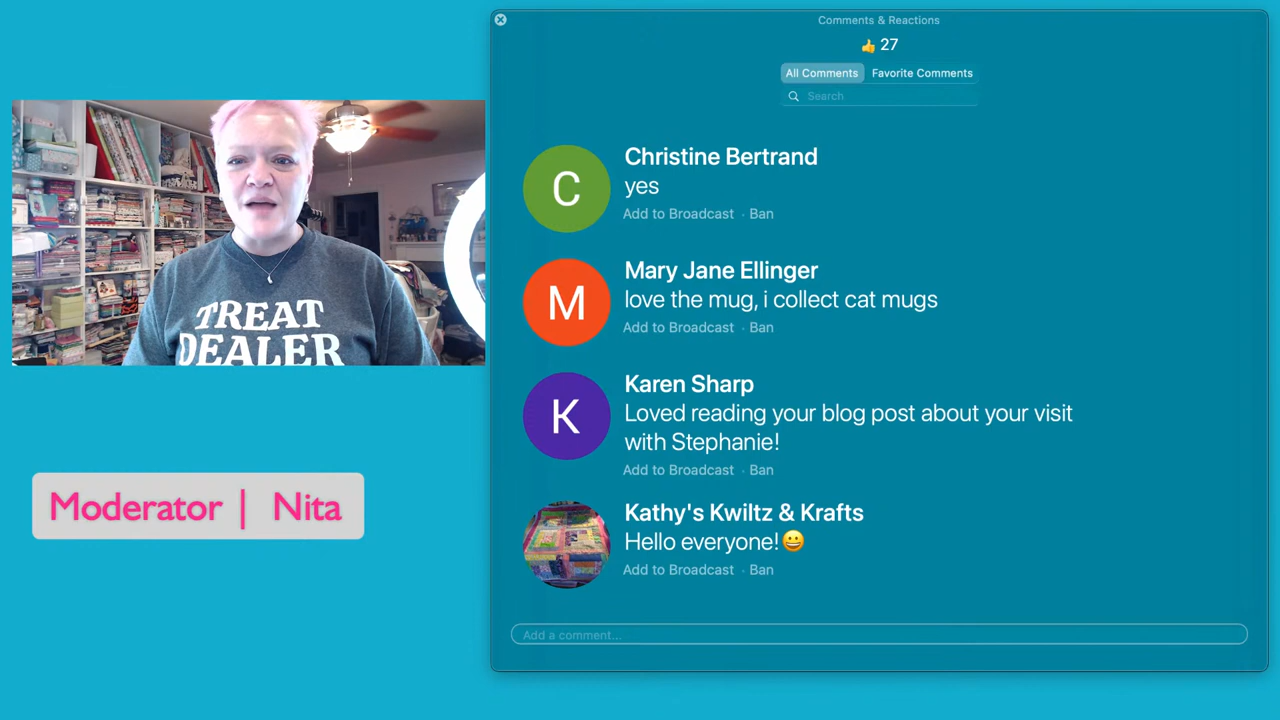 Comments & Reactions
👍 27
All Comments Favorite Comments
Search
Christine Bertrand
C
yes
Add to Broadcast · Ban
Mary Jane Ellinger
M
love the mug, i collect cat mugs
Add to Broadcast · Ban
Karen Sharp
K
Loved reading your blog post about your visit
with Stephanie!
Add to Broadcast · Ban
Kathy's Kwiltz & Krafts
Hello everyone!😀
Add to Broadcast · Ban
Add a comment...
TREAT
DEALER
Moderator | Nita